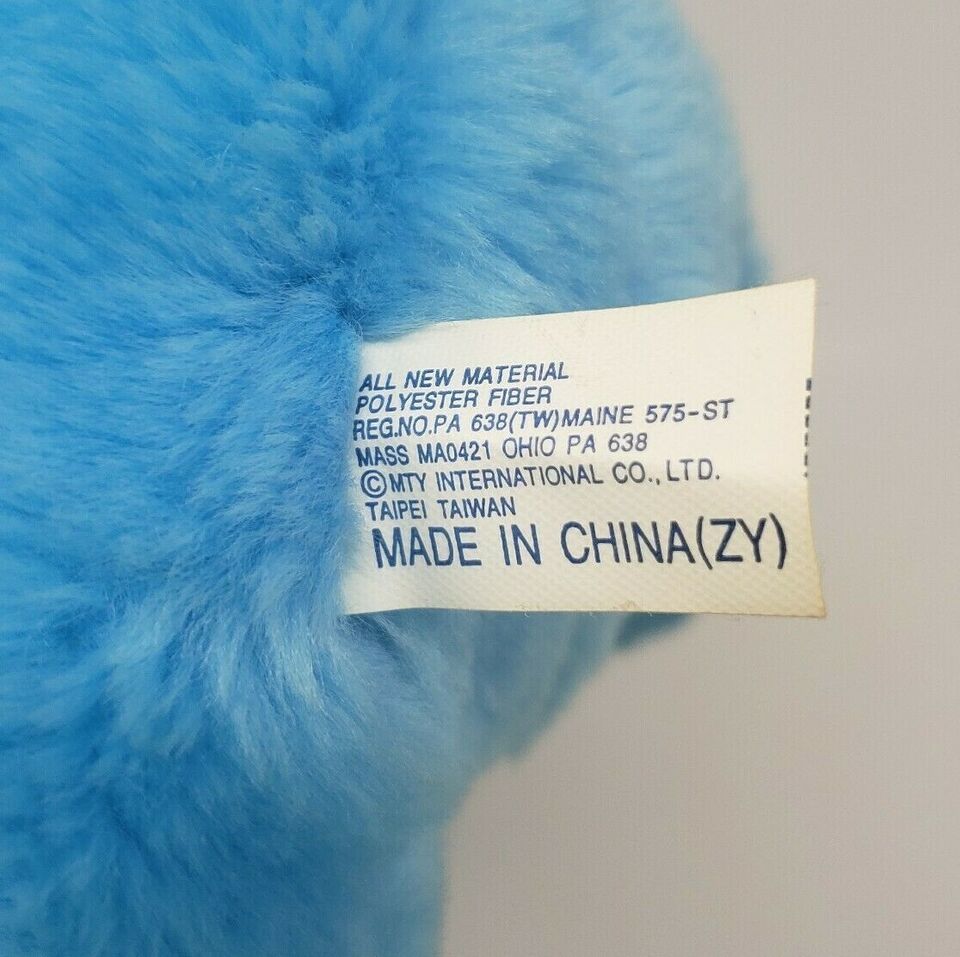 ALL NEW MATERIAL
POLYESTER FIBER
REG.NO.PA 638(TW)MAINE 575-ST
MASS MA0421 OHIO PA 638
©MTY INTERNATIONAL CO., LTD.
TAIPEI TAIWAN
MADE IN CHINA(ZY)